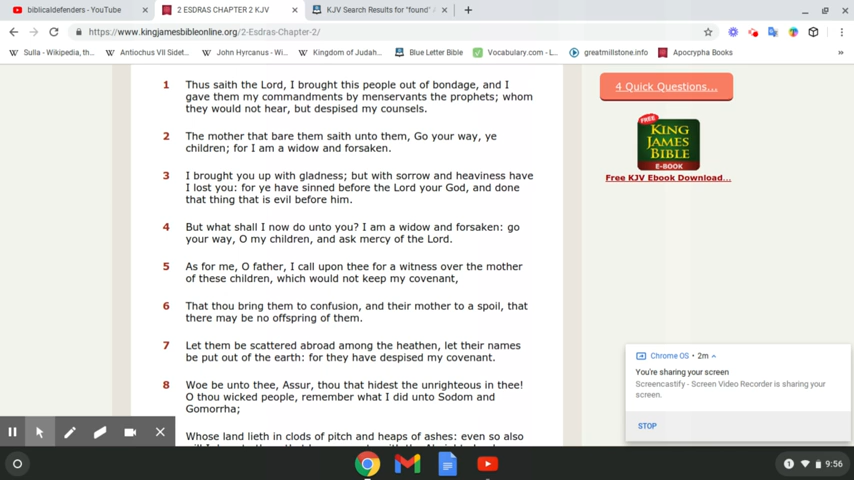 biblicaldefenders - YouTube
2 ESDRAS CHAPTER 2 KJV
KJV Search Results for "found"
https://www.kingjamesbibleonline.org/2-Esdras-Chapter-2/
Sulla - Wikipedia, th...
Antiochus VII Sidet...
John Hyrcanus - Wi...
Kingdom of Judah...
Blue Letter Bible
Vocabulary.com - L...
greatmillstone.info
Apocrypha Books
»
1 Thus saith the Lord, I brought this people out of bondage, and I
gave them my commandments by menservants the prophets; whom
they would not hear, but despised my counsels.
2 The mother that bare them saith unto them, Go your way, ye
children; for I am a widow and forsaken.
3 I brought you up with gladness; but with sorrow and heaviness have
I lost you: for ye have sinned before the Lord your God, and done
that thing that is evil before him.
4 But what shall I now do unto you? I am a widow and forsaken: go
your way, O my children, and ask mercy of the Lord.
5 As for me, O father, I call upon thee for a witness over the mother
of these children, which would not keep my covenant,
6 That thou bring them to confusion, and their mother to a spoil, that
there may be no offspring of them.
7 Let them be scattered abroad among the heathen, let their names
be put out of the earth: for they have despised my covenant.
8 Woe be unto thee, Assur, thou that hidest the unrighteous in thee!
O thou wicked people, remember what I did unto Sodom and
Gomorrha;
Whose land lieth in clods of pitch and heaps of ashes: even so also
4 Quick Questions...
FREE
KING
JAMES
BIBLE
E-BOOK
Free KJV Ebook Download...
Chrome OS • 2m
You're sharing your screen
Screencastify - Screen Video Recorder is sharing your
screen.
STOP
1
9:56